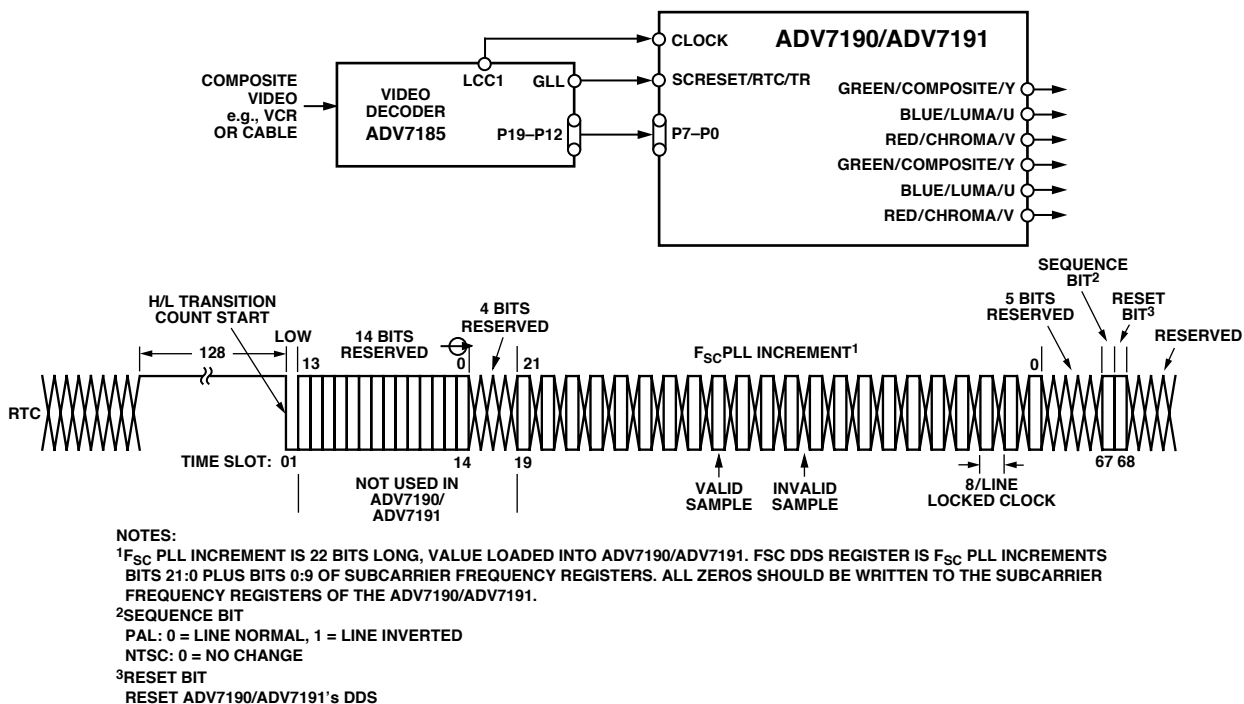 ADV7190/ADV7191
CLOCK
COMPOSITE
VIDEO
e.g., VCR
OR CABLE
LCC1
GLL
VIDEO
DECODER
ADV7185
P19–P12
SCRESET/RTC/TR
P7–P0
GREEN/COMPOSITE/Y
BLUE/LUMA/U
RED/CHROMA/V
GREEN/COMPOSITE/Y
BLUE/LUMA/U
RED/CHROMA/V
H/L TRANSITION
COUNT START
LOW
128
13
14 BITS
RESERVED
0
4 BITS
RESERVED
21
FSC PLL INCREMENT1
0
5 BITS
RESERVED
SEQUENCE
BIT2
RESET
BIT3
RESERVED
RTC
TIME SLOT: 01
14
19
67 68
NOT USED IN
ADV7190/
ADV7191
VALID
SAMPLE
INVALID
SAMPLE
8/LINE
LOCKED CLOCK
NOTES:
1FSC PLL INCREMENT IS 22 BITS LONG, VALUE LOADED INTO ADV7190/ADV7191. FSC DDS REGISTER IS FSC PLL INCREMENTS
BITS 21:0 PLUS BITS 0:9 OF SUBCARRIER FREQUENCY REGISTERS. ALL ZEROS SHOULD BE WRITTEN TO THE SUBCARRIER
FREQUENCY REGISTERS OF THE ADV7190/ADV7191.
2SEQUENCE BIT
PAL: 0 = LINE NORMAL, 1 = LINE INVERTED
NTSC: 0 = NO CHANGE
3RESET BIT
RESET ADV7190/ADV7191's DDS